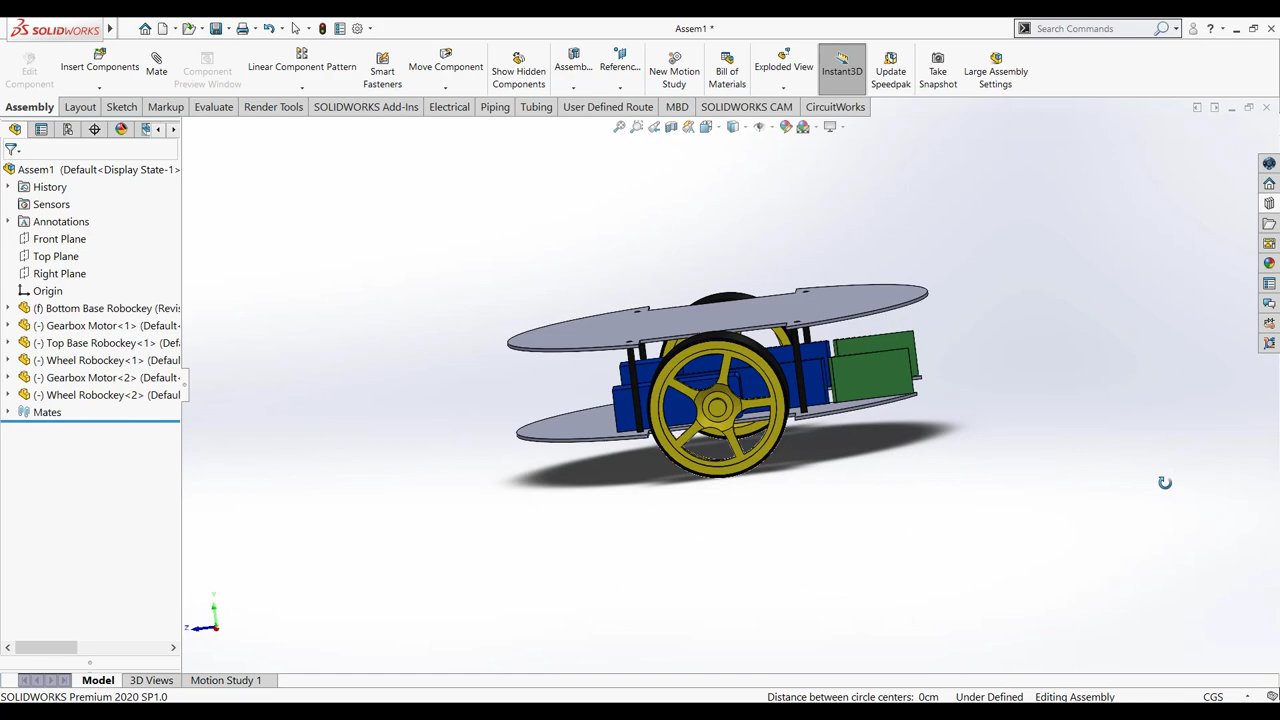 SOLIDWORKS
Assem1 *
Search Commands
Edit Component
Insert Components
Mate
Component Preview Window
Linear Component Pattern
Smart Fasteners
Move Component
Show Hidden Components
Assemb...
Referenc...
New Motion Study
Bill of Materials
Exploded View
Instant3D
Update Speedpak
Take Snapshot
Large Assembly Settings
Assembly Layout Sketch Markup Evaluate Render Tools SOLIDWORKS Add-Ins Electrical Piping Tubing User Defined Route MBD SOLIDWORKS CAM CircuitWorks
Assem1 (Default<Display State-1>
History
Sensors
Annotations
Front Plane
Top Plane
Right Plane
Origin
(f) Bottom Base Robockey (Revis
(-) Gearbox Motor<1> (Default<
(-) Top Base Robockey<1> (Defa
(-) Wheel Robockey<1> (Default
(-) Gearbox Motor<2> (Default<
(-) Wheel Robockey<2> (Defaul
Mates
Y
Z
Model 3D Views Motion Study 1
SOLIDWORKS Premium 2020 SP1.0 Distance between circle centers: 0cm Under Defined Editing Assembly CGS